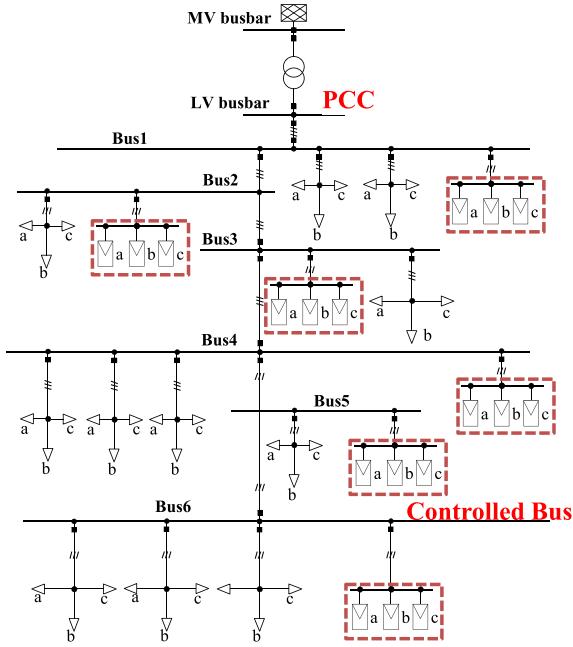 MV busbar
LV busbar
PCC
Bus1
Bus2
a c a c a b c
b b b
a c a b c
b
Bus3
a b c
a c
b
Bus4
a b c
a c a c a c
b b b
Bus5
a c
b
a b c
Bus6
Controlled Bus
a c a c a c
b b b
a b c